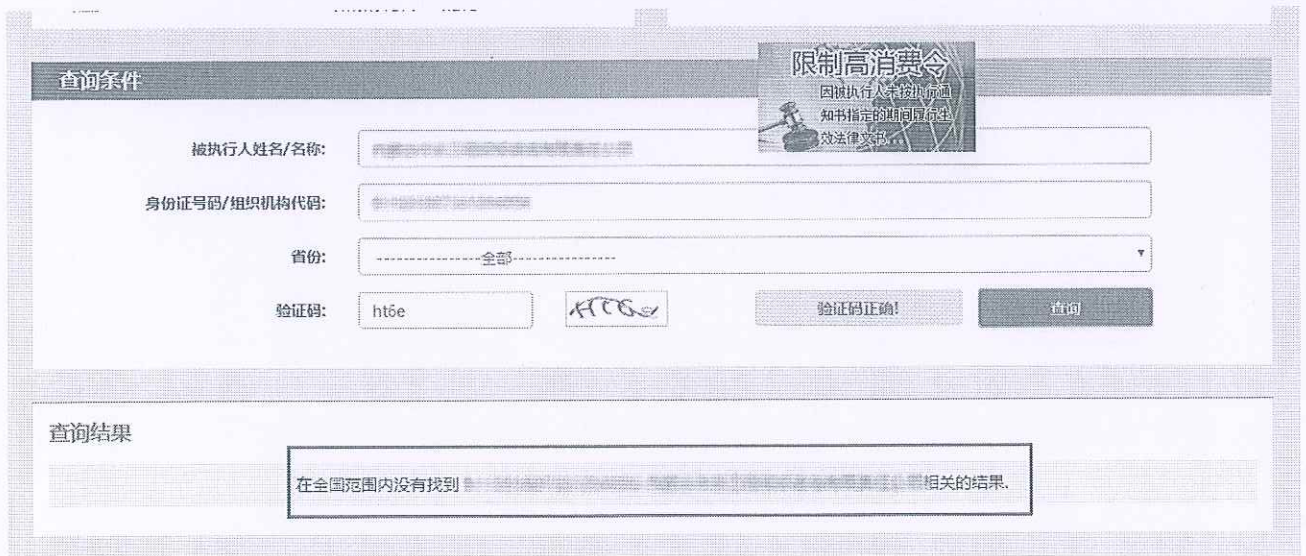 查询条件
限制高消费令
因被执行人未按执行通
知书指定的期间履行生
效法律文书...
被执行人姓名/名称:
身份证号码/组织机构代码:
省份:
-----------------全部-----------------
验证码:
ht6e
验证码正确!
查询
查询结果
在全国范围内没有找到
相关的结果.